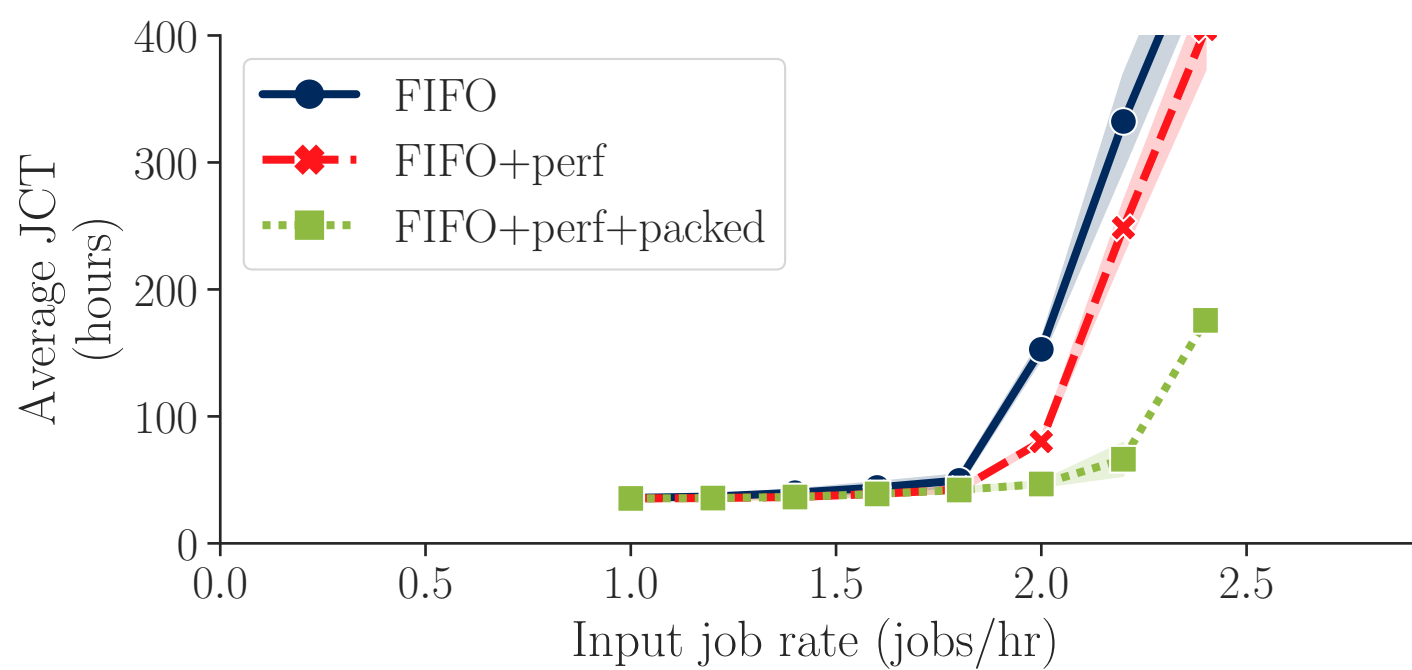 Average JCT
(hours)
400
300
200
100
0
FIFO
FIFO+perf
FIFO+perf+packed
0.0 0.5 1.0 1.5 2.0 2.5
Input job rate (jobs/hr)